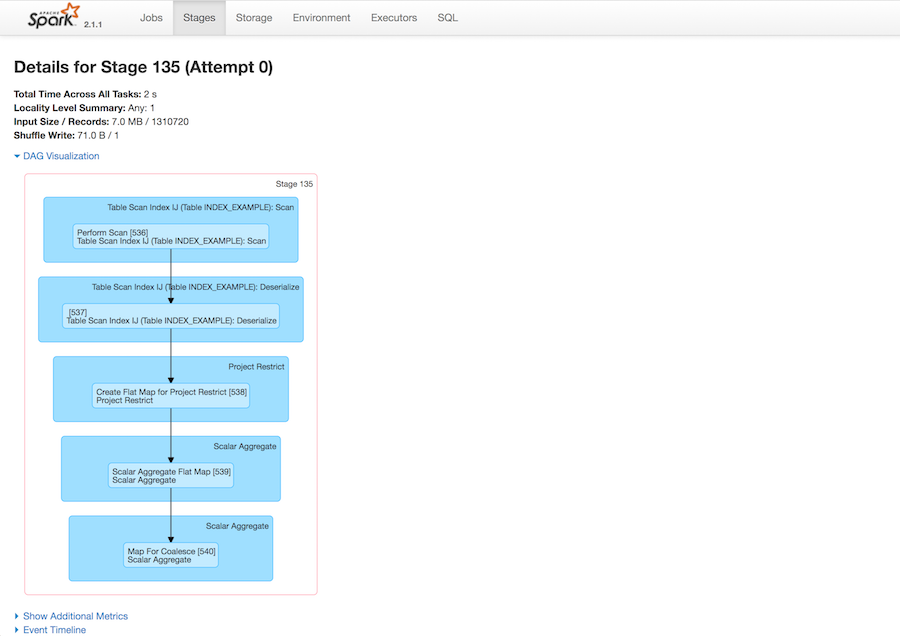 APACHE
Spark 2.1.1 Jobs Stages Storage Environment Executors SQL
Details for Stage 135 (Attempt 0)
Total Time Across All Tasks: 2 s
Locality Level Summary: Any: 1
Input Size / Records: 7.0 MB / 1310720
Shuffle Write: 71.0 B / 1
DAG Visualization
Stage 135
Table Scan Index IJ (Table INDEX_EXAMPLE): Scan
Perform Scan [536]
Table Scan Index IJ (Table INDEX_EXAMPLE): Scan
Table Scan Index IJ (Table INDEX_EXAMPLE): Deserialize
[537]
Table Scan Index IJ (Table INDEX_EXAMPLE): Deserialize
Project Restrict
Create Flat Map for Project Restrict [538]
Project Restrict
Scalar Aggregate
Scalar Aggregate Flat Map [539]
Scalar Aggregate
Scalar Aggregate
Map For Coalesce [540]
Scalar Aggregate
Show Additional Metrics
Event Timeline